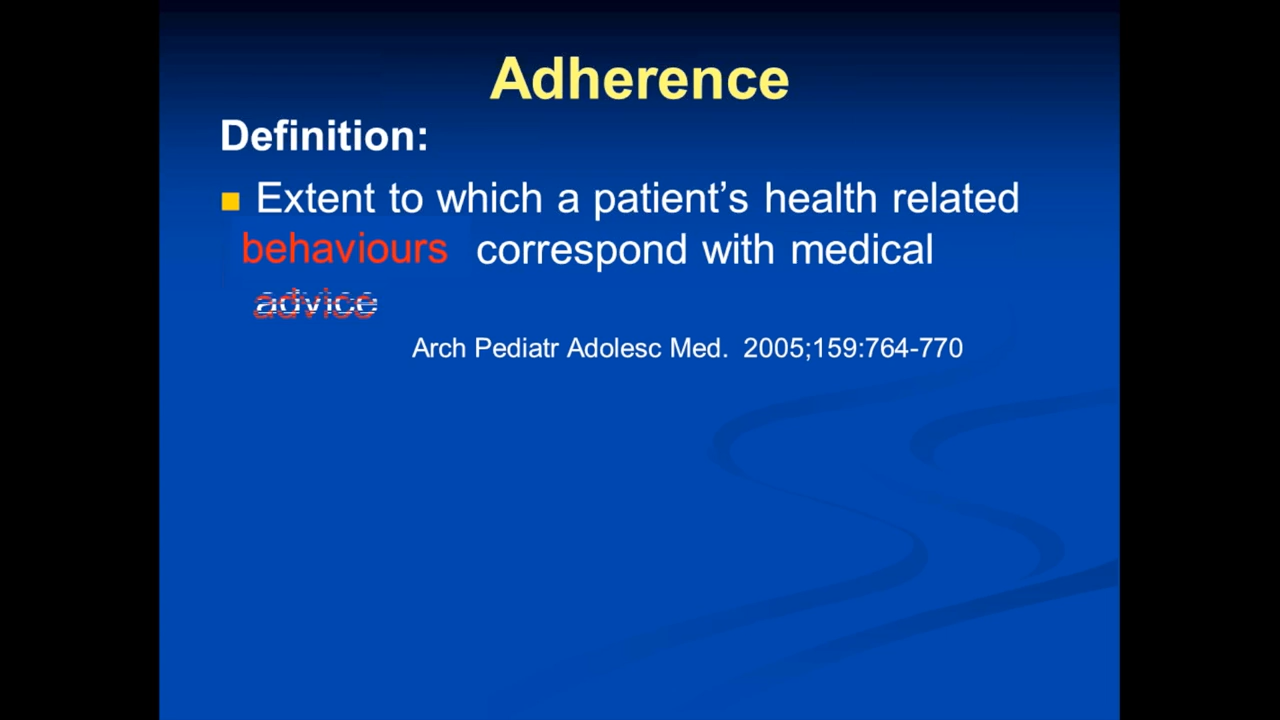 Adherence
Definition:
Extent to which a patient’s health related
behaviours correspond with medical
advice
Arch Pediatr Adolesc Med. 2005;159:764-770